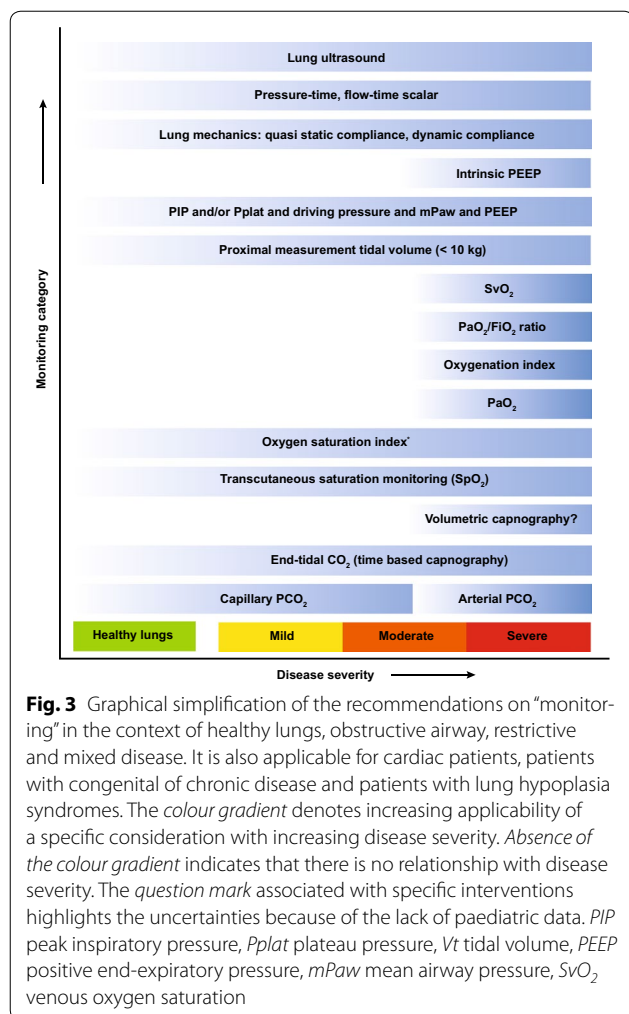 Lung ultrasound
Pressure-time, flow-time scalar
Lung mechanics: quasi static compliance, dynamic compliance
Intrinsic PEEP
PIP and/or Pplat and driving pressure and mPaw and PEEP
Proximal measurement tidal volume (< 10 kg)
SvO₂
PaO₂/FiO₂ ratio
Oxygenation index
PaO₂
Oxygen saturation index*
Transcutaneous saturation monitoring (SpO₂)
Volumetric capnography?
End-tidal CO₂ (time based capnography)
Capillary PCO₂ Arterial PCO₂
Healthy lungs Mild Moderate Severe
Monitoring category
Disease severity
Fig. 3 Graphical simplification of the recommendations on “monitor-
ing” in the context of healthy lungs, obstructive airway, restrictive
and mixed disease. It is also applicable for cardiac patients, patients
with congenital of chronic disease and patients with lung hypoplasia
syndromes. The colour gradient denotes increasing applicability of
a specific consideration with increasing disease severity. Absence of
the colour gradient indicates that there is no relationship with disease
severity. The question mark associated with specific interventions
highlights the uncertainties because of the lack of paediatric data. PIP
peak inspiratory pressure, Pplat plateau pressure, Vt tidal volume, PEEP
positive end-expiratory pressure, mPaw mean airway pressure, SvO₂
venous oxygen saturation